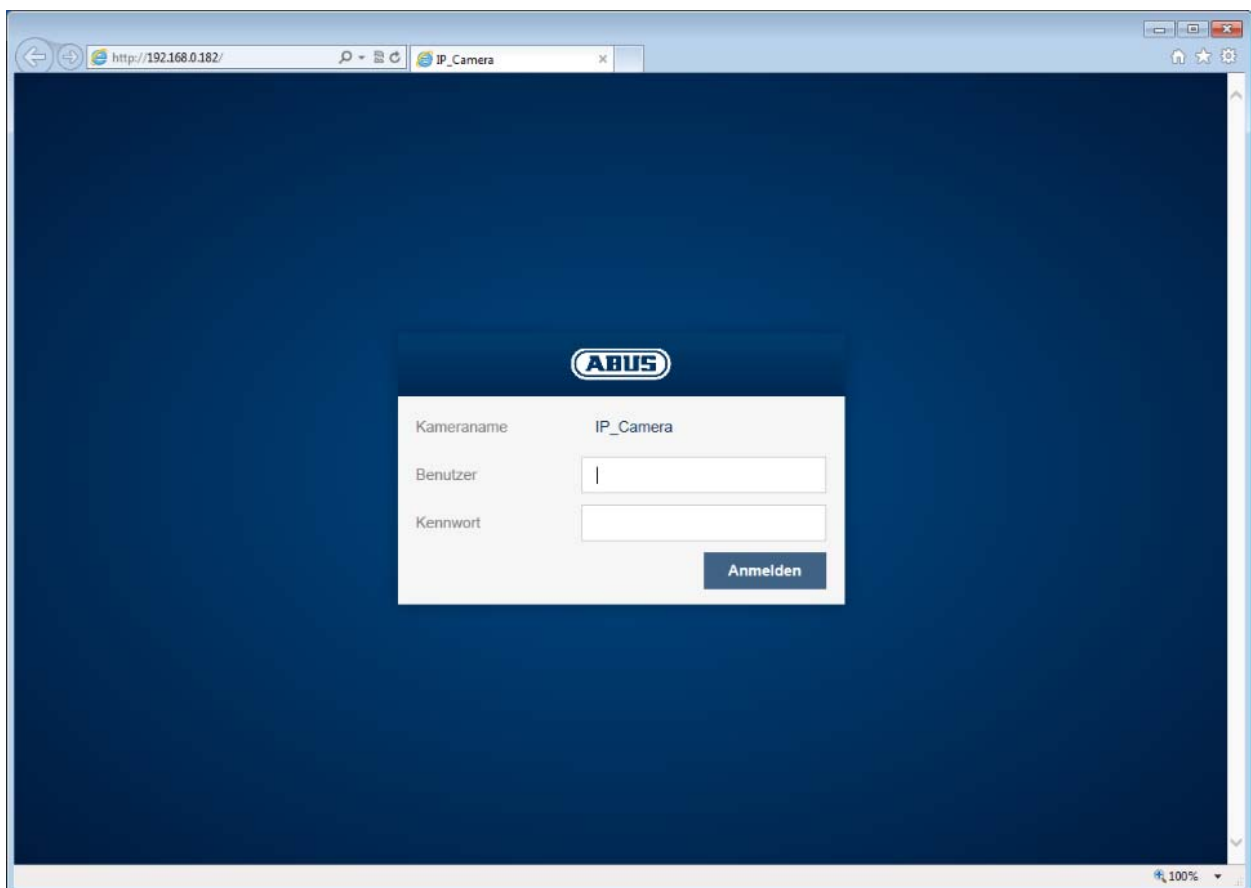 http://192.168.0.182/
IP_Camera
ABUS
Kameraname IP_Camera
Benutzer
Kennwort
Anmelden
100%